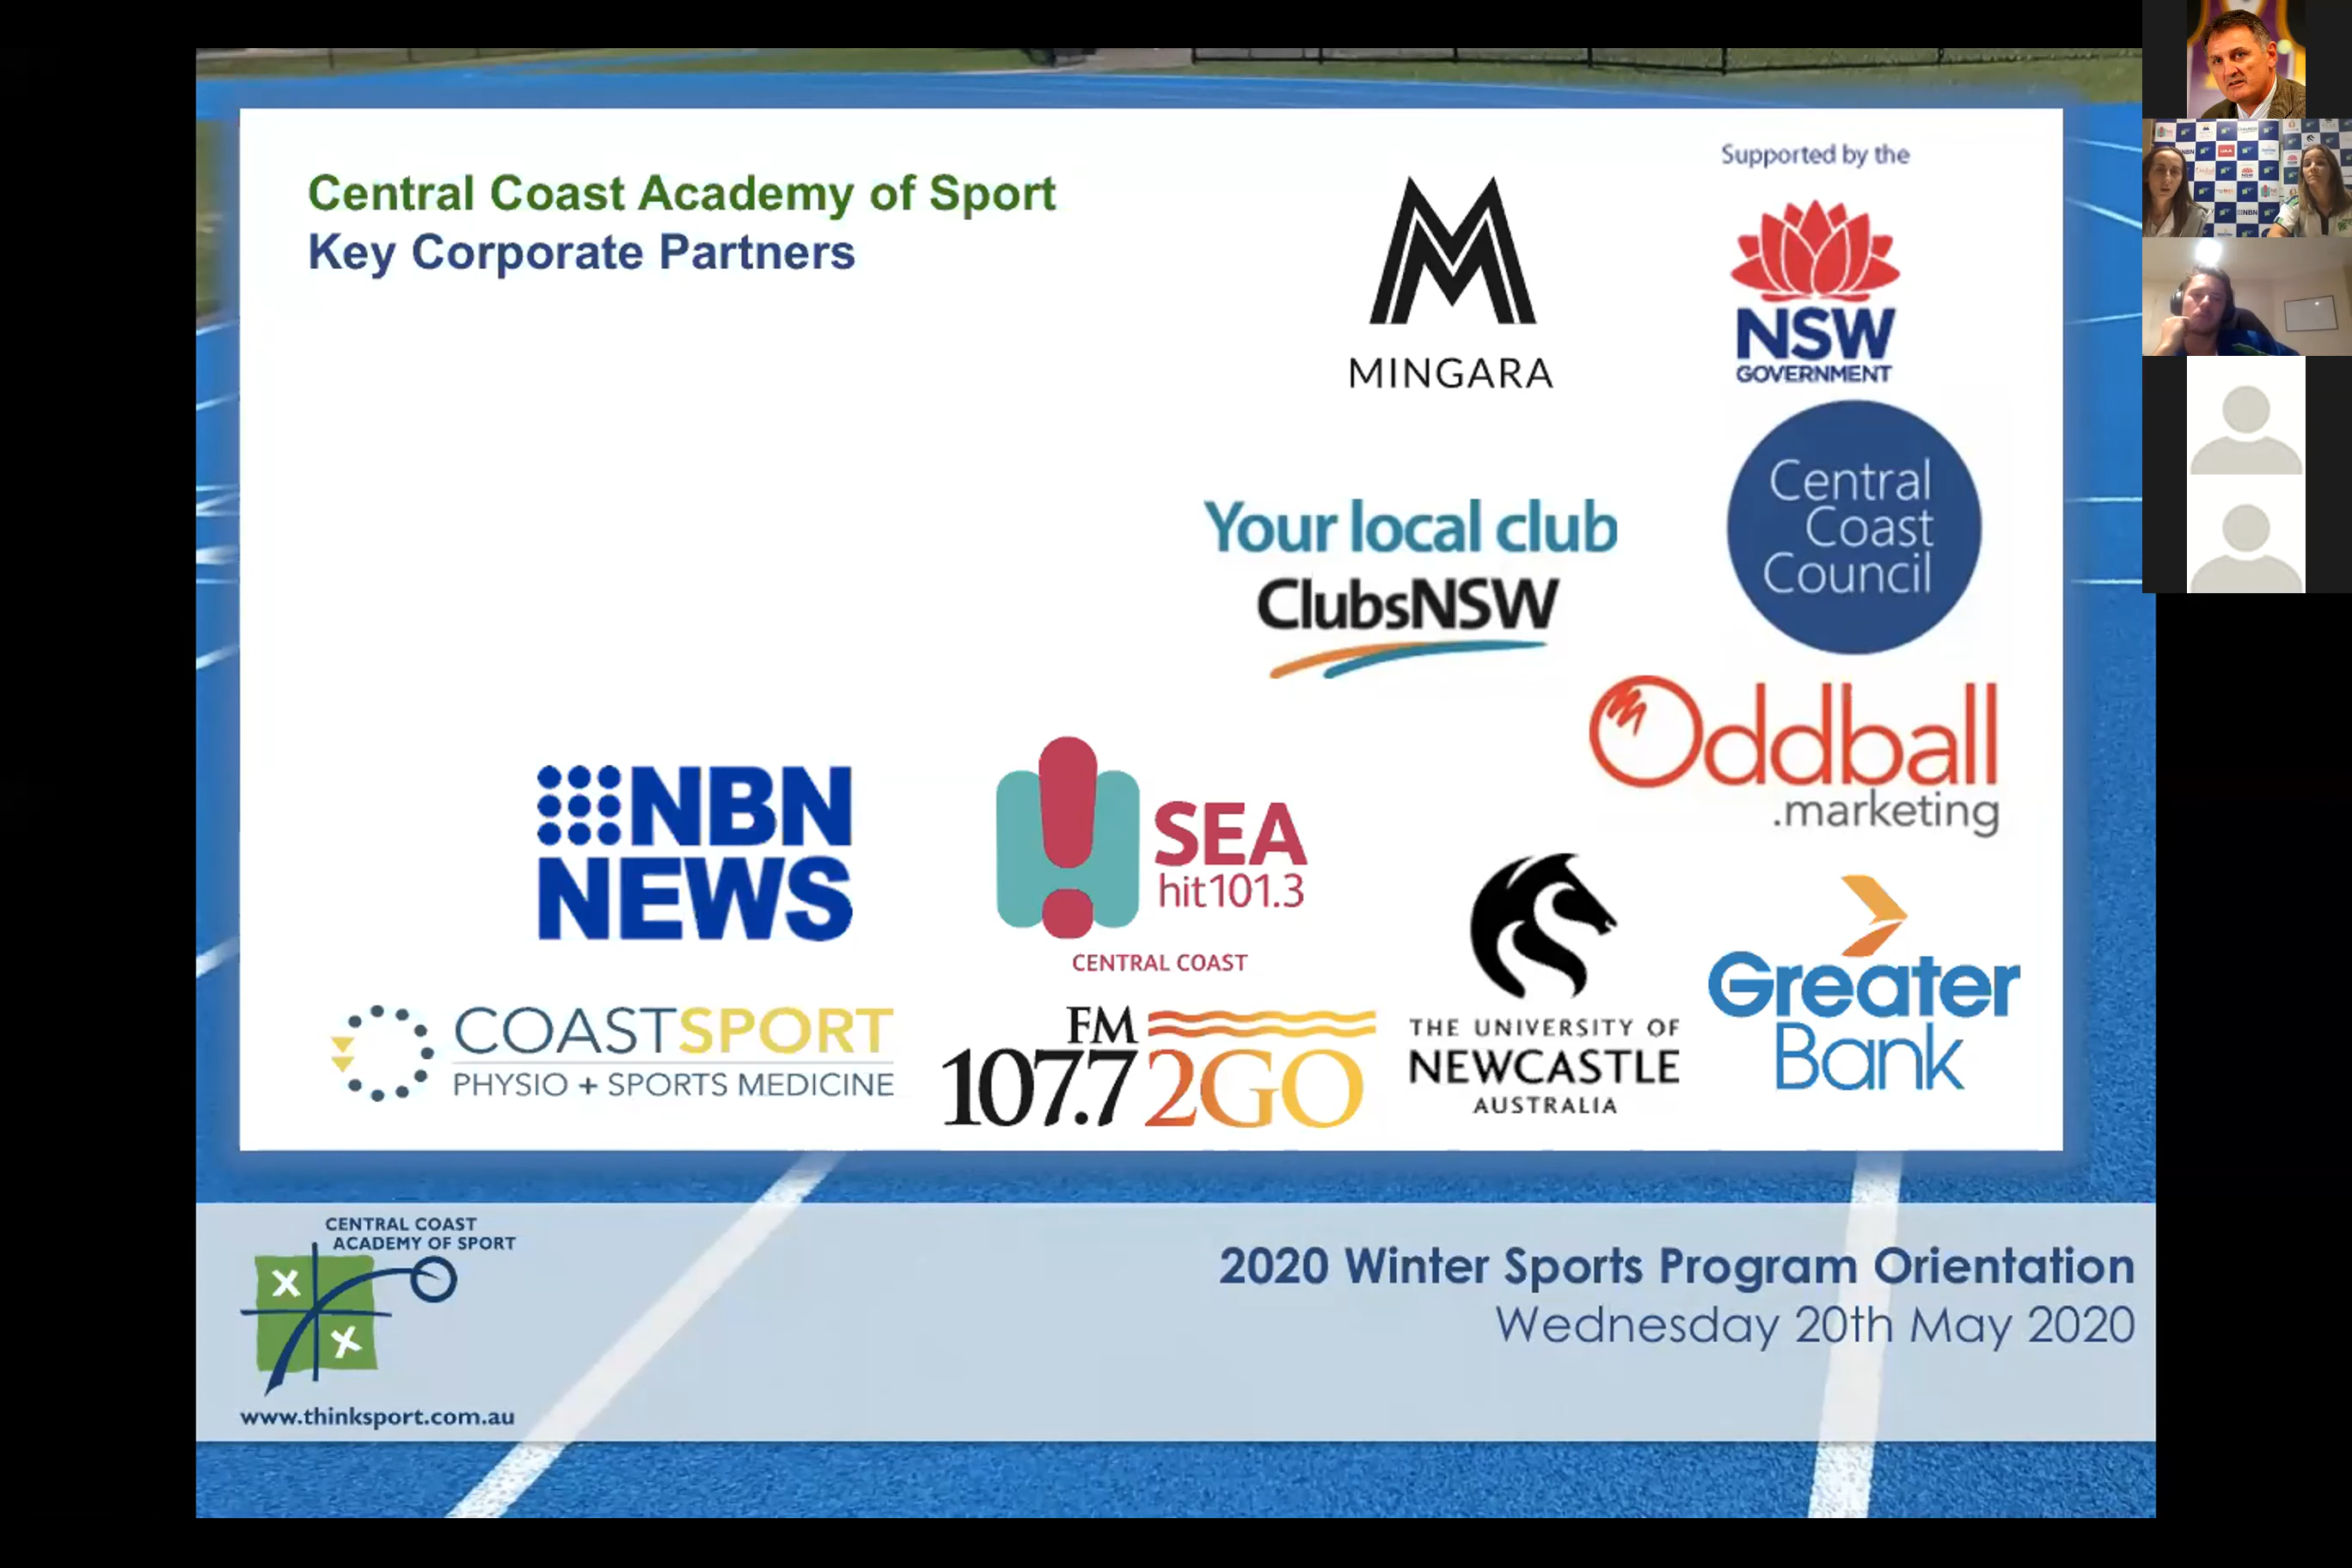 Central Coast Academy of Sport
Key Corporate Partners
MINGARA
Supported by the
NSW
GOVERNMENT
Your local club
ClubsNSW
Central
Coast
Council
Oddball
.marketing
NBN
NEWS
SEA
hit101.3
CENTRAL COAST
COASTSPORT
PHYSIO + SPORTS MEDICINE
FM
107.7 2GO
THE UNIVERSITY OF
NEWCASTLE
AUSTRALIA
Greater
Bank
CENTRAL COAST
ACADEMY OF SPORT
www.thinksport.com.au
2020 Winter Sports Program Orientation
Wednesday 20th May 2020
NBN